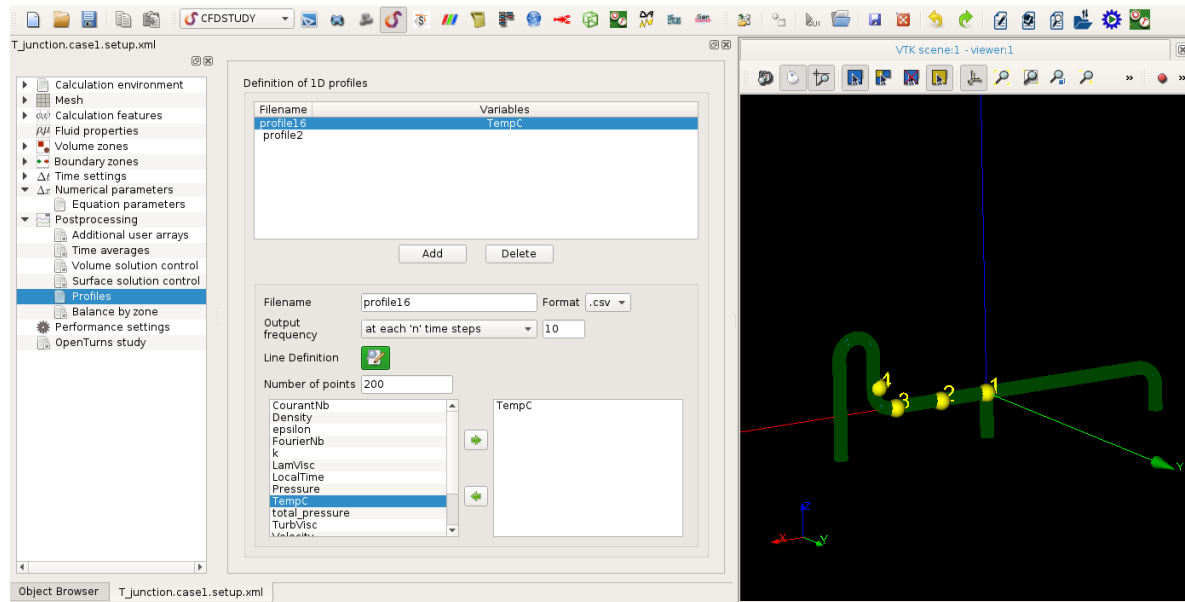 CFDSTUDY
T_junction.case1.setup.xml
VTK scene:1 - viewer:1
Calculation environment
Mesh
Calculation features
Fluid properties
Volume zones
Boundary zones
Δt Time settings
Δx Numerical parameters
Equation parameters
Postprocessing
Additional user arrays
Time averages
Volume solution control
Surface solution control
Profiles
Balance by zone
Performance settings
OpenTurns study
Definition of 1D profiles
Filename Variables
profile16 TempC
profile2
Add Delete
Filename profile16 Format .csv
Output frequency at each 'n' time steps 10
Line Definition
Number of points 200
CourantNb
Density
epsilon
FourierNb
k
LamVisc
LocalTime
Pressure
TempC
total_pressure
TurbVisc
Velocity
TempC
»
»
4
3
2
1
Y
Z
X
Y
Object Browser T_junction.case1.setup.xml